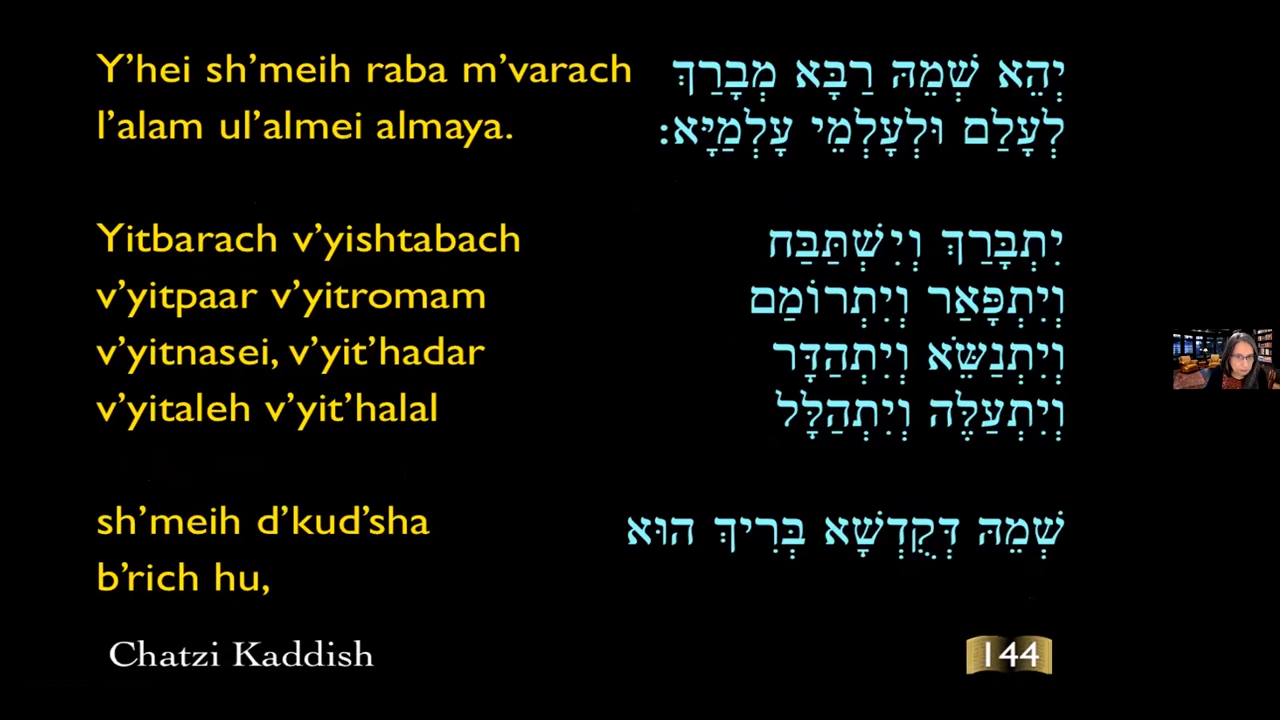 Y’hei sh’meih raba m’varach
l’alam ul’almei almaya.
Yitbarach v’yishtabach
v’yitpaar v’yitromam
v’yitnasei, v’yit’hadar
v’yitaleh v’yit’halal
sh’meih d’kud’sha
b’rich hu,
יְהֵא שְׁמֵהּ רַבָּא מְבָרַךְ
לְעָלַם וּלְעָלְמֵי עָלְמַיָּא:
יִתְבָּרַךְ וְיִשְׁתַּבַּח
וְיִתְפָּאַר וְיִתְרוֹמַם
וְיִתְנַשֵּׂא וְיִתְהַדָּר
וְיִתְעַלֶּה וְיִתְהַלָּל
שְׁמֵהּ דְּקֻדְשָׁא בְּרִיךְ הוּא
Chatzi Kaddish
144